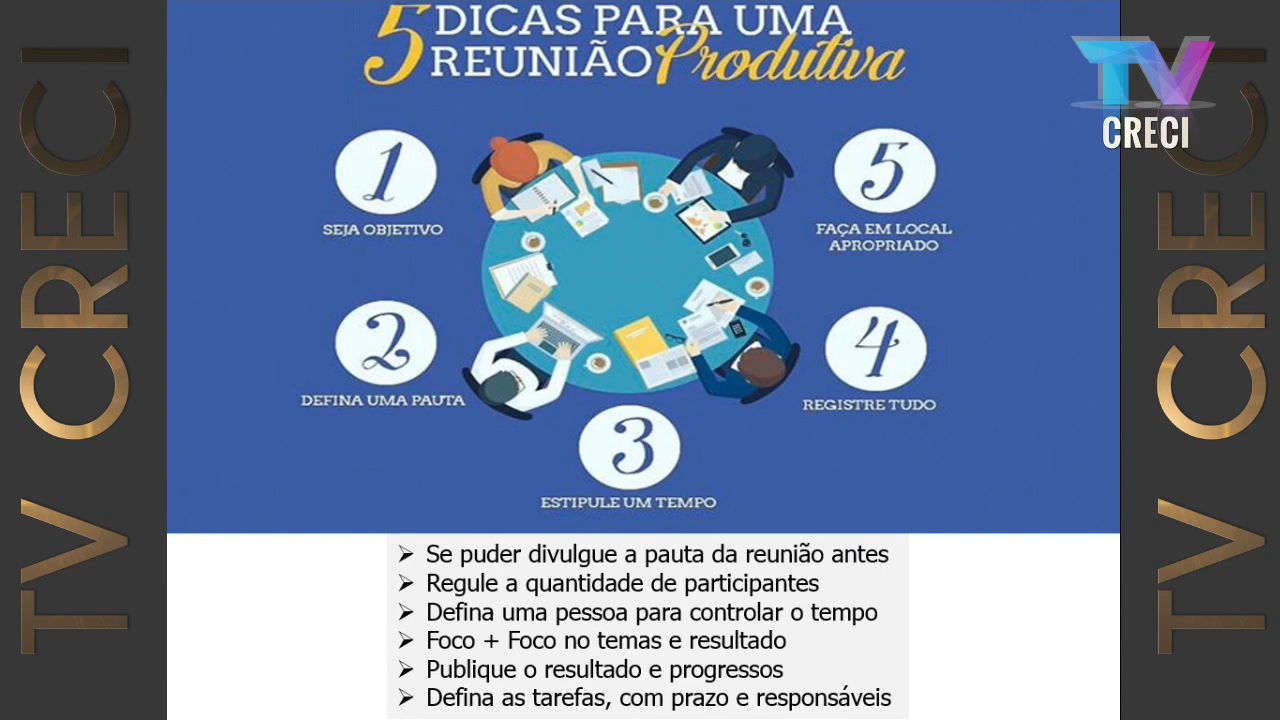 5 DICAS PARA UMA
REUNIÃO Produtiva
TV
CRECI
1
SEJA OBJETIVO
2
DEFINA UMA PAUTA
3
ESTIPULE UM TEMPO
4
REGISTRE TUDO
5
FAÇA EM LOCAL
APROPRIADO
Se puder divulgue a pauta da reunião antes
Regule a quantidade de participantes
Defina uma pessoa para controlar o tempo
Foco + Foco no temas e resultado
Publique o resultado e progressos
Defina as tarefas, com prazo e responsáveis
TV CRECI
TV CRECI